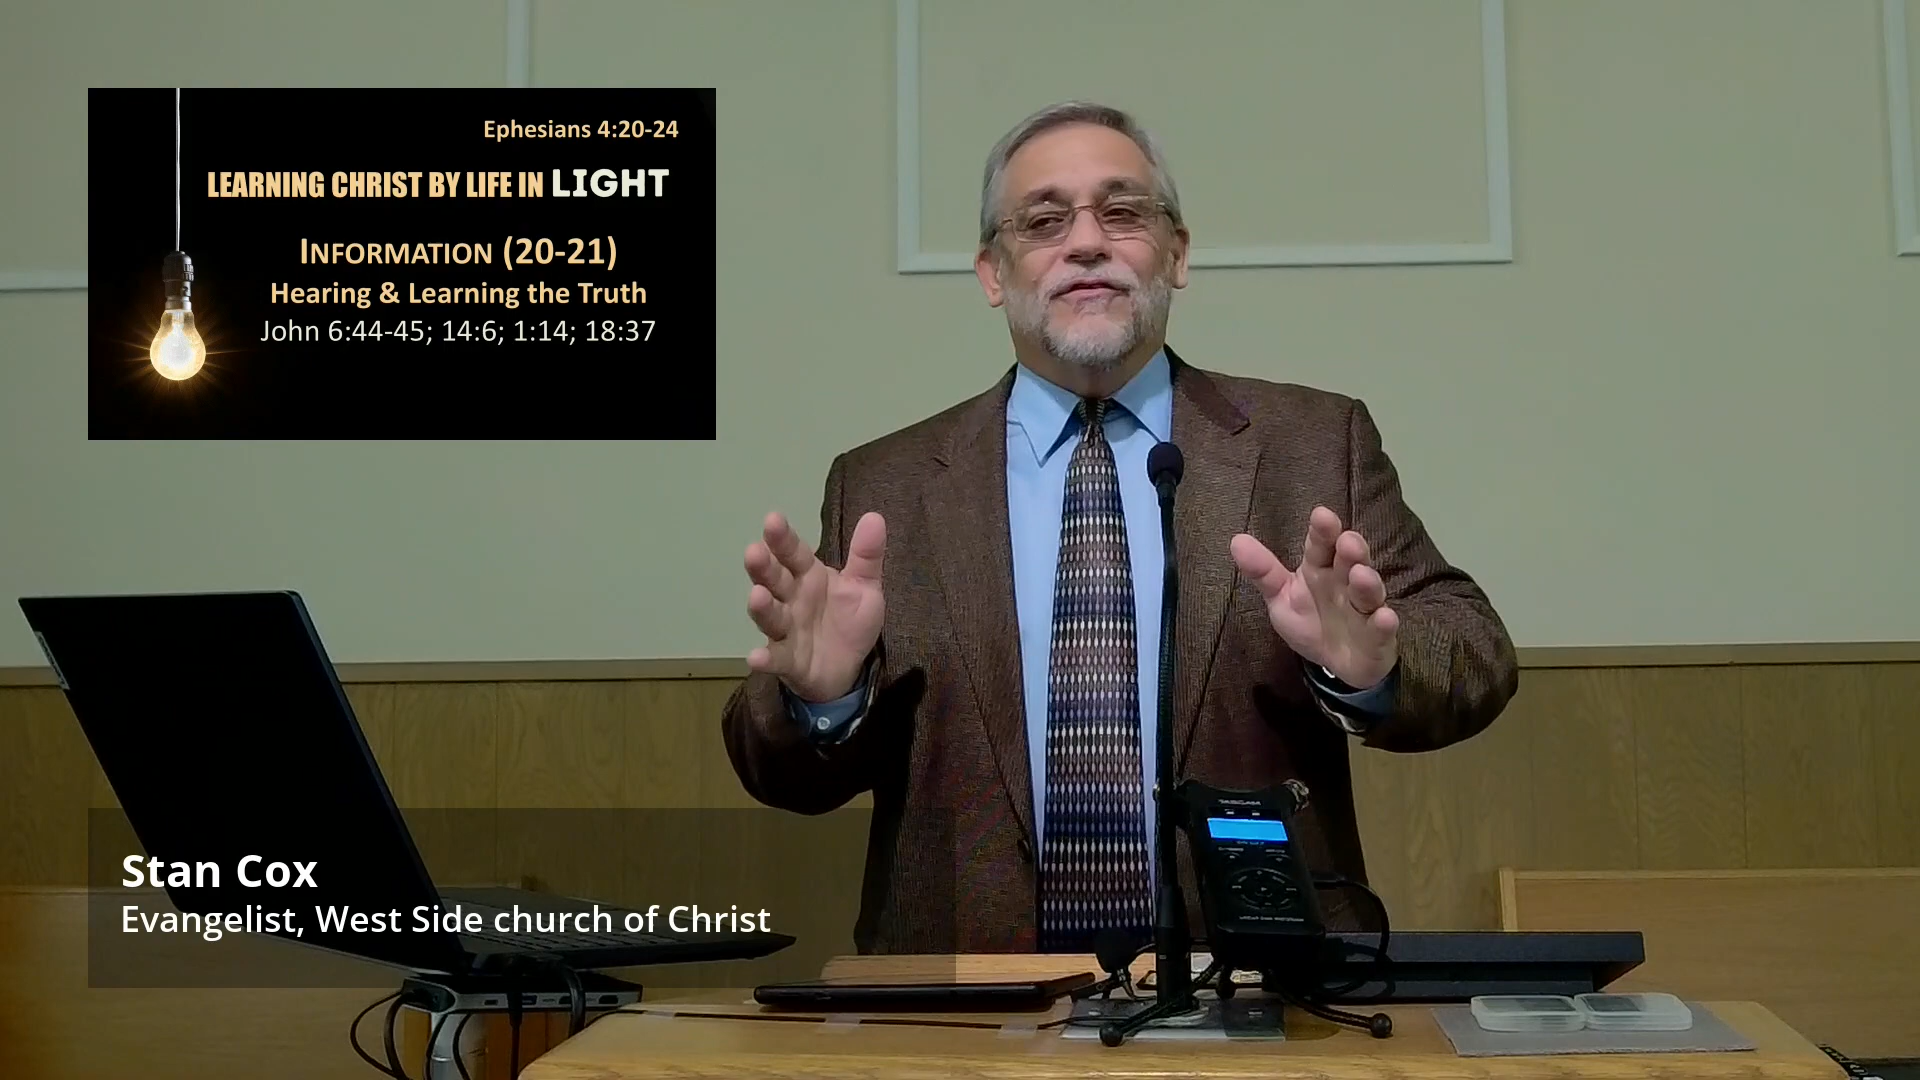 Ephesians 4:20-24
LEARNING CHRIST BY LIFE IN LIGHT
INFORMATION (20-21)
Hearing & Learning the Truth
John 6:44-45; 14:6; 1:14; 18:37
Stan Cox
Evangelist, West Side church of Christ
TASCAM